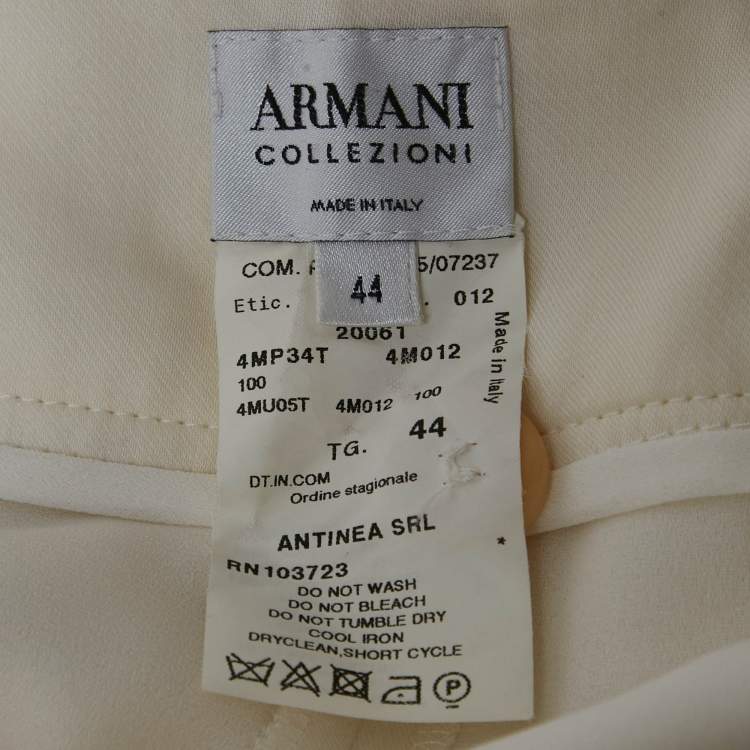 ARMANI
COLLEZIONI
MADE IN ITALY
44
COM. 5/07237
Etic. . 012
20061
4MP34T 4M012
100
4MU05T 4M012 100
Made in Italy
TG. 44
DT.IN.COM
Ordine stagionale
ANTINEA SRL
*
RN103723
DO NOT WASH
DO NOT BLEACH
DO NOT TUMBLE DRY
COOL IRON
DRYCLEAN,SHORT CYCLE
P